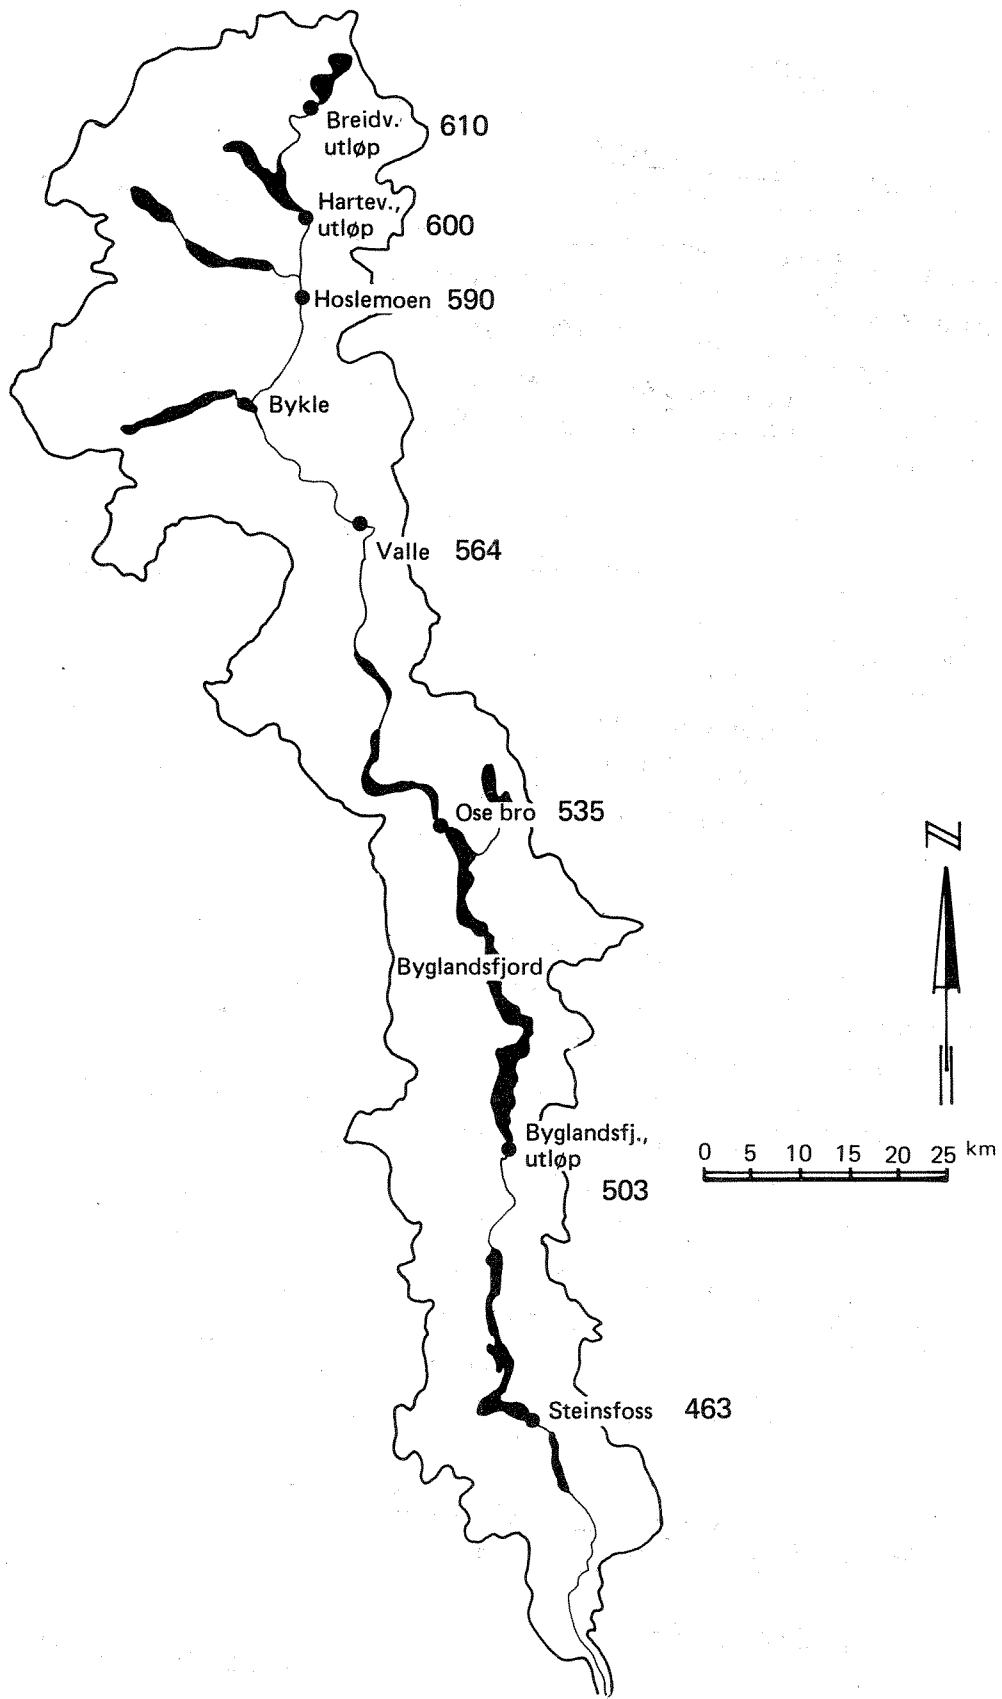 Breidv. 610
utløp
Hartev.,
utløp 600
Hoslemoen 590
Bykle
Valle 564
Ose bro 535
N
Byglandsfjord
Byglandsfj.,
utløp
503
0 5 10 15 20 25 km
Steinsfoss 463